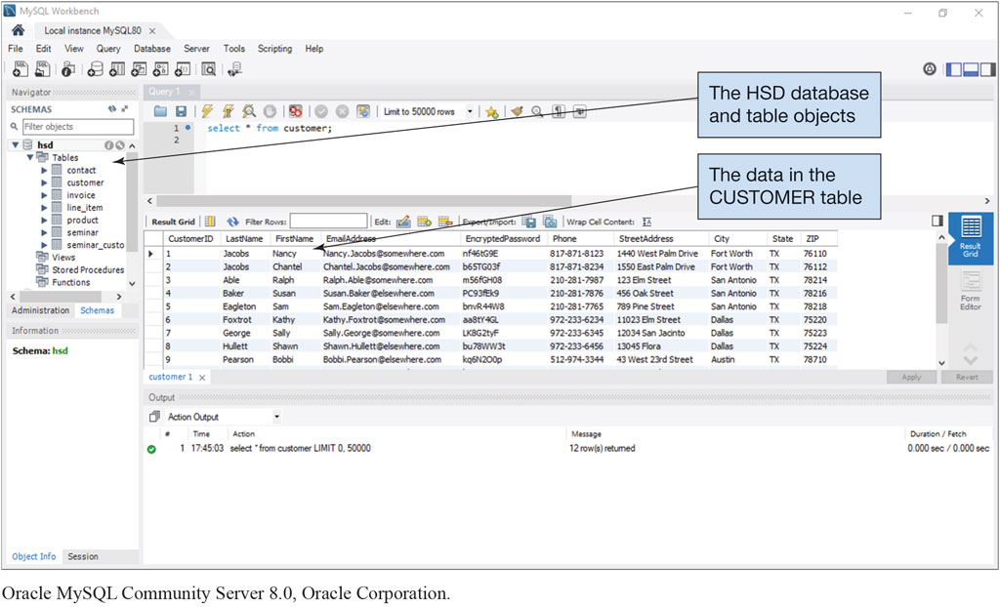 MySQL Workbench
Local instance MySQL80
File Edit View Query Database Server Tools Scripting Help
Navigator
SCHEMAS
Filter objects
hsd
Tables
contact
customer
invoice
line_item
product
seminar
seminar_custo
Views
Stored Procedures
Functions
Administration Schemas
Information
Schema: hsd
Object Info Session
Query 1
Limit to 50000 rows
1 select * from customer;
2
The HSD database
and table objects
The data in the
CUSTOMER table
Result Grid Filter Rows: Edit: Export/Import: Wrap Cell Content:
CustomerID LastName FirstName EmailAddress EncryptedPassword Phone StreetAddress City State ZIP
1 Jacobs Nancy Nancy.Jacobs@somewhere.com nf46tG9E 817-871-8123 1440 West Palm Drive Fort Worth TX 76110
2 Jacobs Chantel Chantel.Jacobs@somewhere.com b65TG03f 817-871-8234 1550 East Palm Drive Fort Worth TX 76112
3 Able Ralph Ralph.Able@somewhere.com m56fGH08 210-281-7987 123 Elm Street San Antonio TX 78214
4 Baker Susan Susan.Baker@elsewhere.com PC93fEk9 210-281-7876 456 Oak Street San Antonio TX 78216
5 Eagleton Sam Sam.Eagleton@elsewhere.com bnvR44W8 210-281-7765 789 Pine Street San Antonio TX 78218
6 Foxtrot Kathy Kathy.Foxtrot@somewhere.com aa8tY4GL 972-233-6234 11023 Elm Street Dallas TX 75220
7 George Sally Sally.George@somewhere.com LK8G2tyF 972-233-6345 12034 San Jacinto Dallas TX 75223
8 Hullett Shawn Shawn.Hullett@elsewhere.com bu78WW3t 972-233-6456 13045 Flora Dallas TX 75224
9 Pearson Bobbi Bobbi.Pearson@elsewhere.com kq6N2O0p 512-974-3344 43 West 23rd Street Austin TX 78710
Result
Grid
Form
Editor
customer 1
Apply Revert
Output
Action Output
# Time Action Message Duration / Fetch
1 17:45:03 select * from customer LIMIT 0, 50000 12 row(s) returned 0.000 sec / 0.000 sec
Oracle MySQL Community Server 8.0, Oracle Corporation.